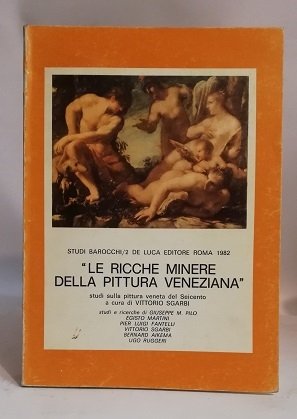 STUDI BAROCCHI/2 DE LUCA EDITORE ROMA 1982
"LE RICCHE MINERE
DELLA PITTURA VENEZIANA"
studi sulla pittura veneta del Seicento
a cura di VITTORIO SGARBI
studi e ricerche di GIUSEPPE M. PILO
EGISTO MARTINI
PIER LUIGI FANTELLI
VITTORIO SGARBI
BERNARD AIKEMA
UGO RUGGERI